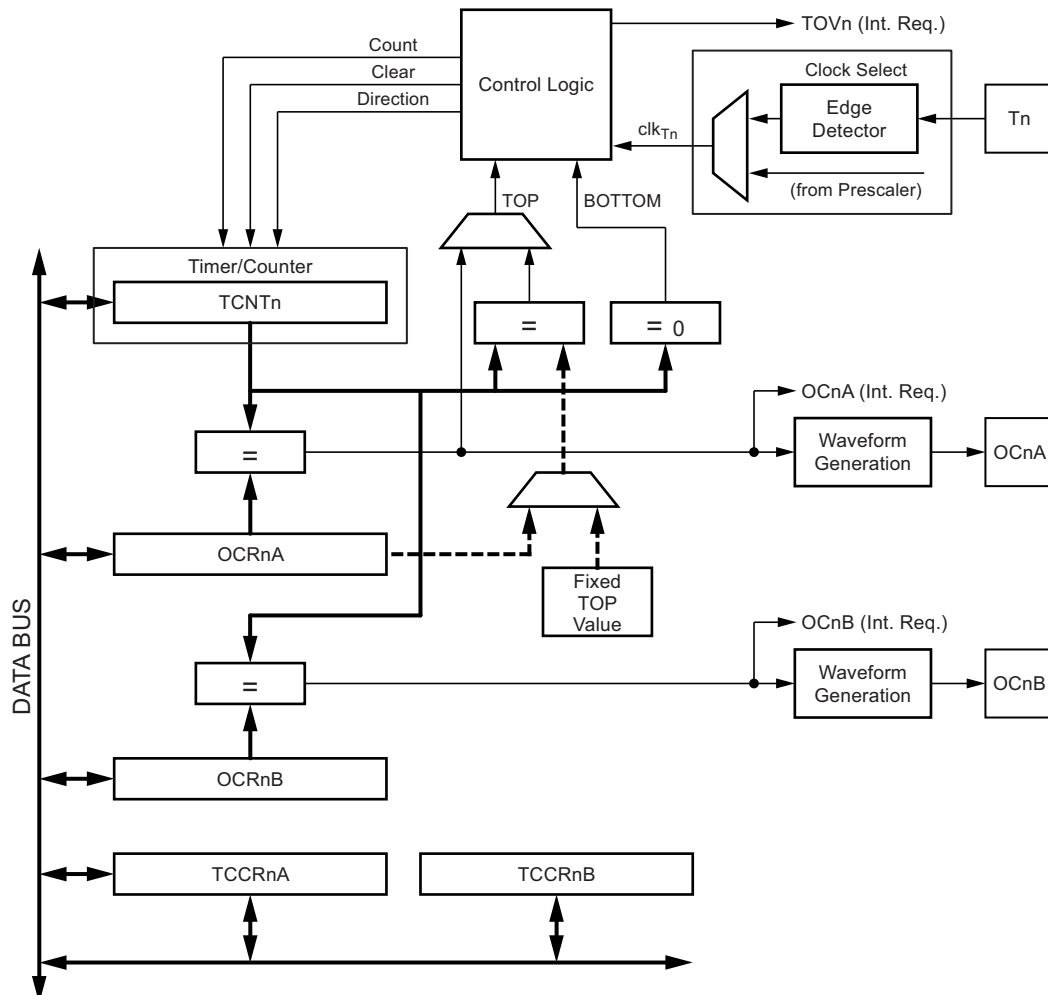 TOVn (Int. Req.)
Count
Clear
Direction
Control Logic
Clock Select
Edge
Detector
Tn
clkTn
(from Prescaler)
TOP
BOTTOM
Timer/Counter
TCNTn
=
= 0
OCnA (Int. Req.)
=
Waveform
Generation
OCnA
OCRnA
Fixed
TOP
Value
OCnB (Int. Req.)
=
Waveform
Generation
OCnB
DATA BUS
OCRnB
TCCRnA
TCCRnB